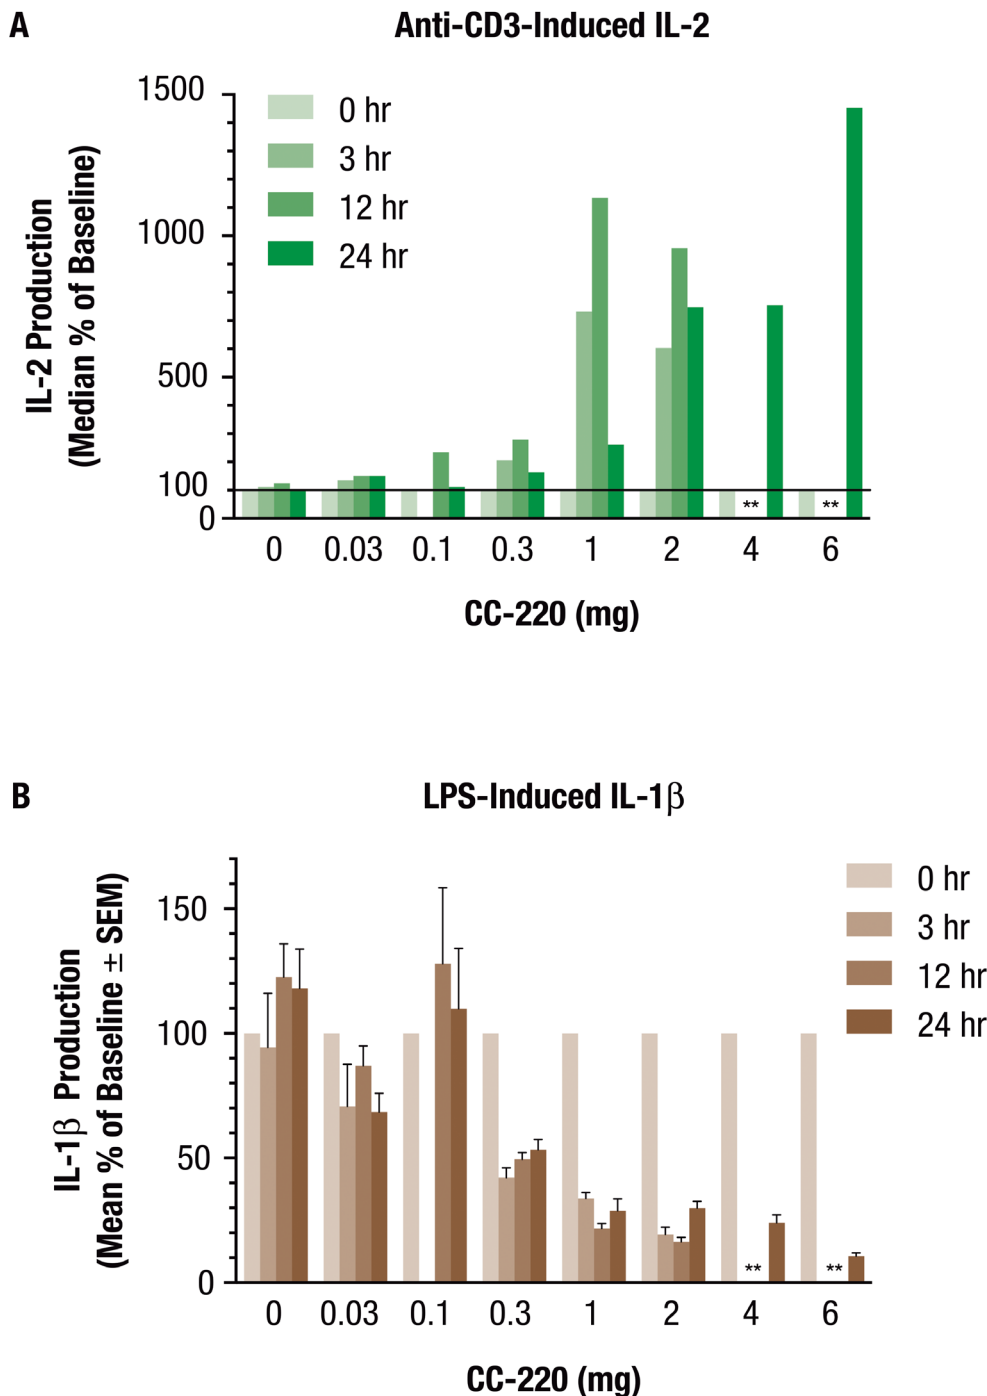 A
Anti-CD3-Induced IL-2
IL-2 Production
(Median % of Baseline)
1500
1000
500
100
0
0 hr
3 hr
12 hr
24 hr
**
**
0 0.03 0.1 0.3 1 2 4 6
CC-220 (mg)
B
LPS-Induced IL-1β
IL-1β Production
(Mean % of Baseline ± SEM)
150
100
50
0
0 hr
3 hr
12 hr
24 hr
**
**
0 0.03 0.1 0.3 1 2 4 6
CC-220 (mg)